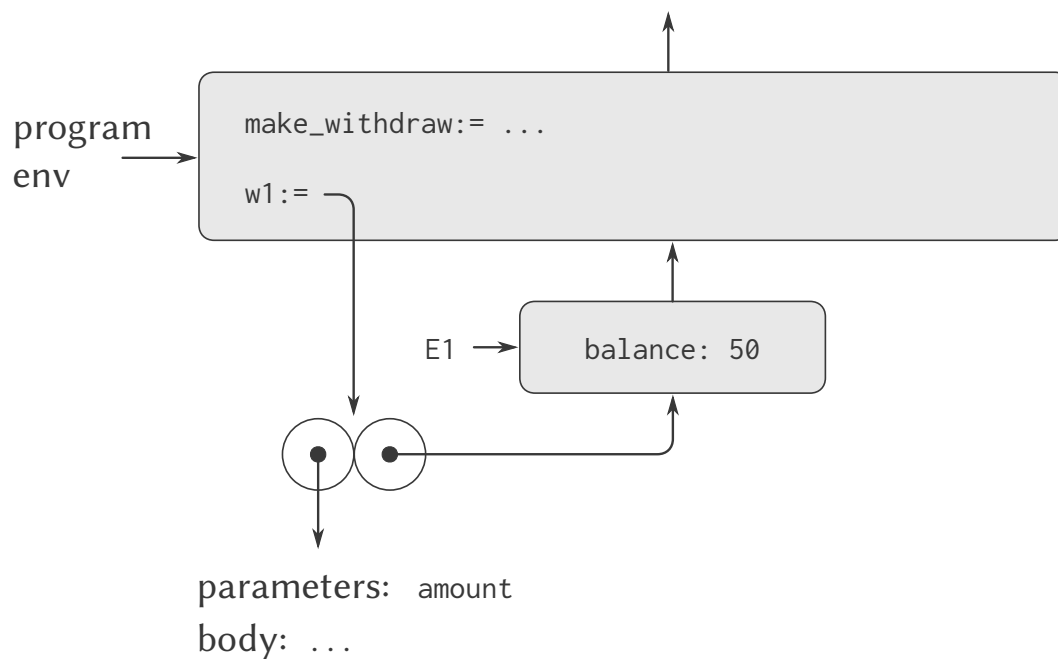 program
env
make_withdraw:= ...
w1:=
E1
balance: 50
parameters: amount
body: ...